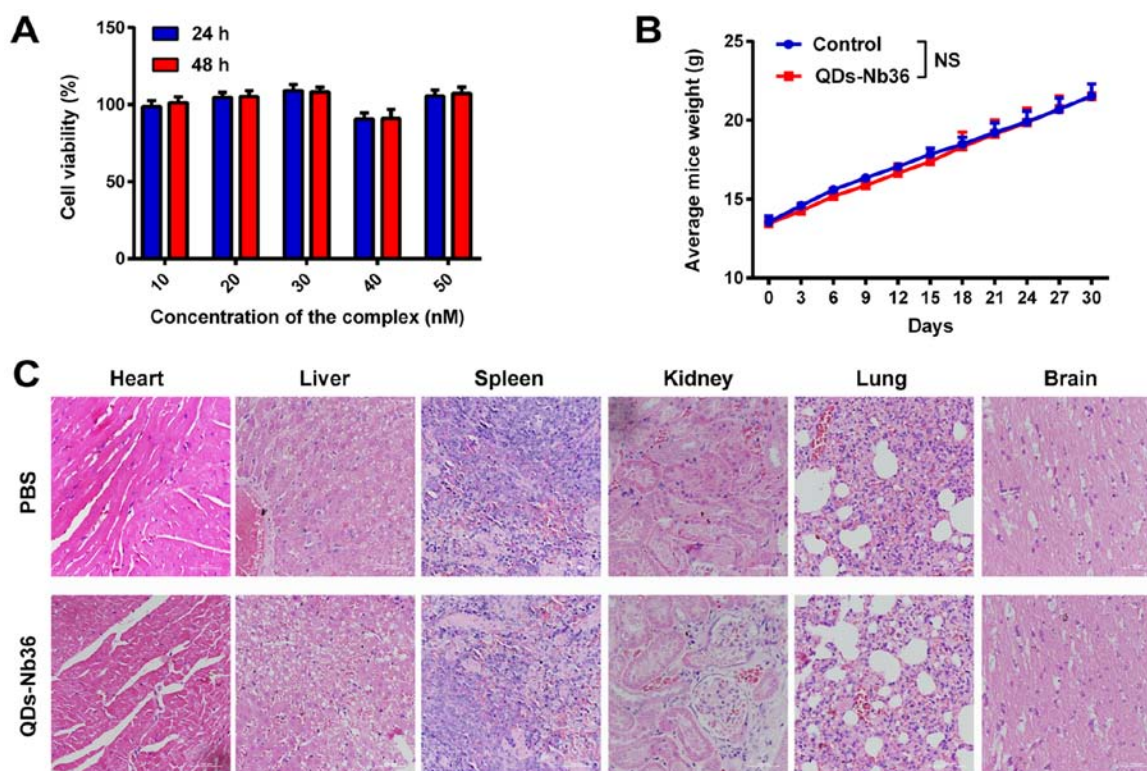 A
24 h
48 h
Cell viability (%)
150
100
50
0
10
20
30
40
50
Concentration of the complex (nM)
B
Control
QDs-Nb36
NS
Average mice weight (g)
25
20
15
10
0 3 6 9 12 15 18 21 24 27 30
Days
C
Heart Liver Spleen Kidney Lung Brain
PBS
QDs-Nb36